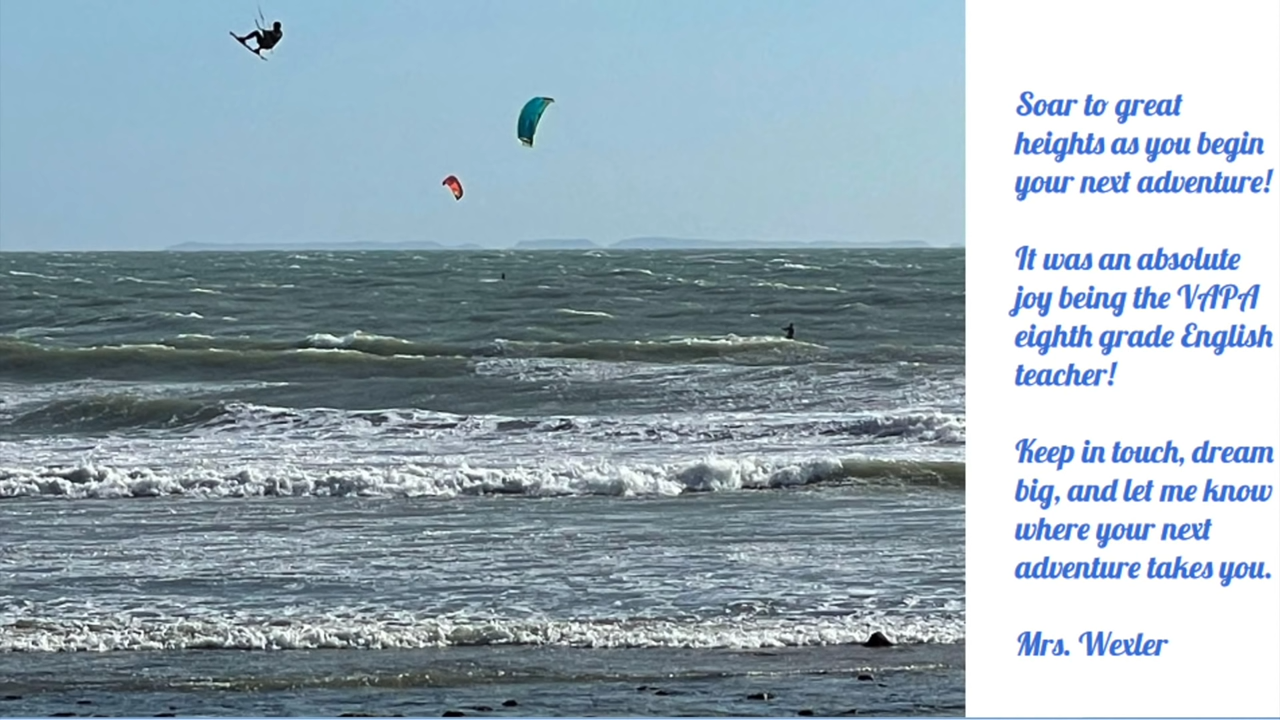 Soar to great
heights as you begin
your next adventure!
It was an absolute
joy being the VAPA
eighth grade English
teacher!
Keep in touch, dream
big, and let me know
where your next
adventure takes you.
Mrs. Wexler